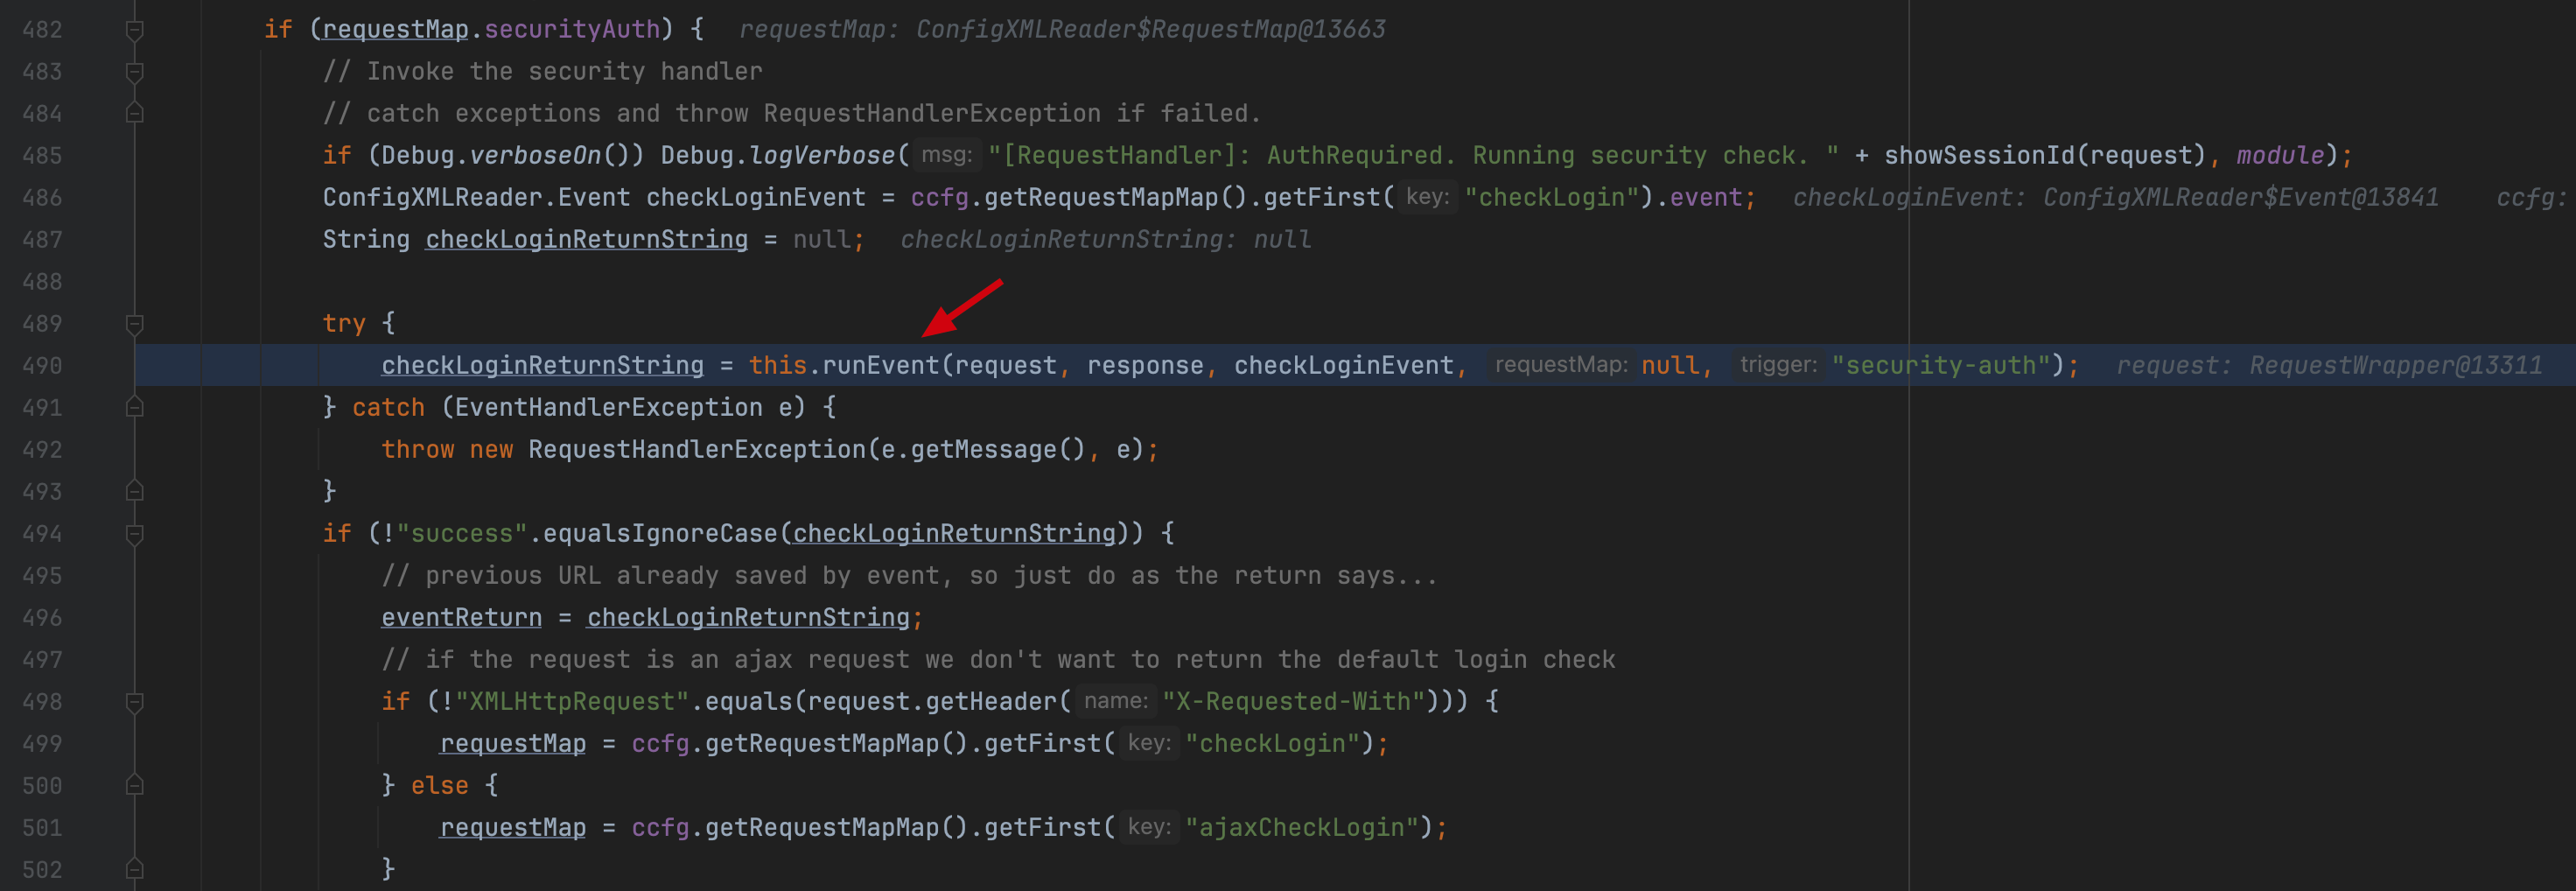 482 if (requestMap.securityAuth) { requestMap: ConfigXMLReader$RequestMap@13663
483 // Invoke the security handler
484 // catch exceptions and throw RequestHandlerException if failed.
485 if (Debug.verboseOn()) Debug.logVerbose( msg: "[RequestHandler]: AuthRequired. Running security check. " + showSessionId(request), module);
486 ConfigXMLReader.Event checkLoginEvent = ccfg.getRequestMapMap().getFirst( key: "checkLogin").event; checkLoginEvent: ConfigXMLReader$Event@13841 ccfg:
487 String checkLoginReturnString = null; checkLoginReturnString: null
488
489 try {
490 checkLoginReturnString = this.runEvent(request, response, checkLoginEvent, requestMap: null, trigger: "security-auth"); request: RequestWrapper@13311
491 } catch (EventHandlerException e) {
492 throw new RequestHandlerException(e.getMessage(), e);
493 }
494 if (!"success".equalsIgnoreCase(checkLoginReturnString)) {
495 // previous URL already saved by event, so just do as the return says...
496 eventReturn = checkLoginReturnString;
497 // if the request is an ajax request we don't want to return the default login check
498 if (!"XMLHttpRequest".equals(request.getHeader( name: "X-Requested-With"))) {
499 requestMap = ccfg.getRequestMapMap().getFirst( key: "checkLogin");
500 } else {
501 requestMap = ccfg.getRequestMapMap().getFirst( key: "ajaxCheckLogin");
502 }